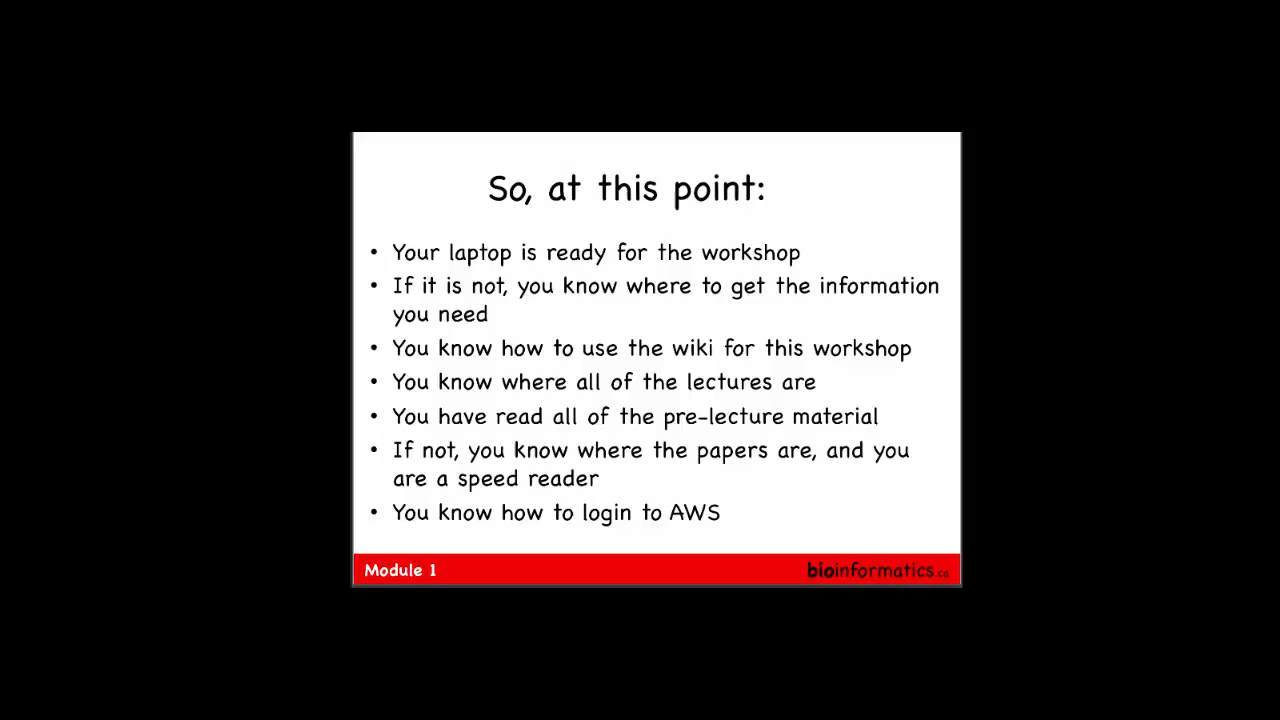 So, at this point:
• Your laptop is ready for the workshop
• If it is not, you know where to get the information
you need
• You know how to use the wiki for this workshop
• You know where all of the lectures are
• You have read all of the pre-lecture material
• If not, you know where the papers are, and you
are a speed reader
• You know how to login to AWS
Module 1
bioinformatics.ca